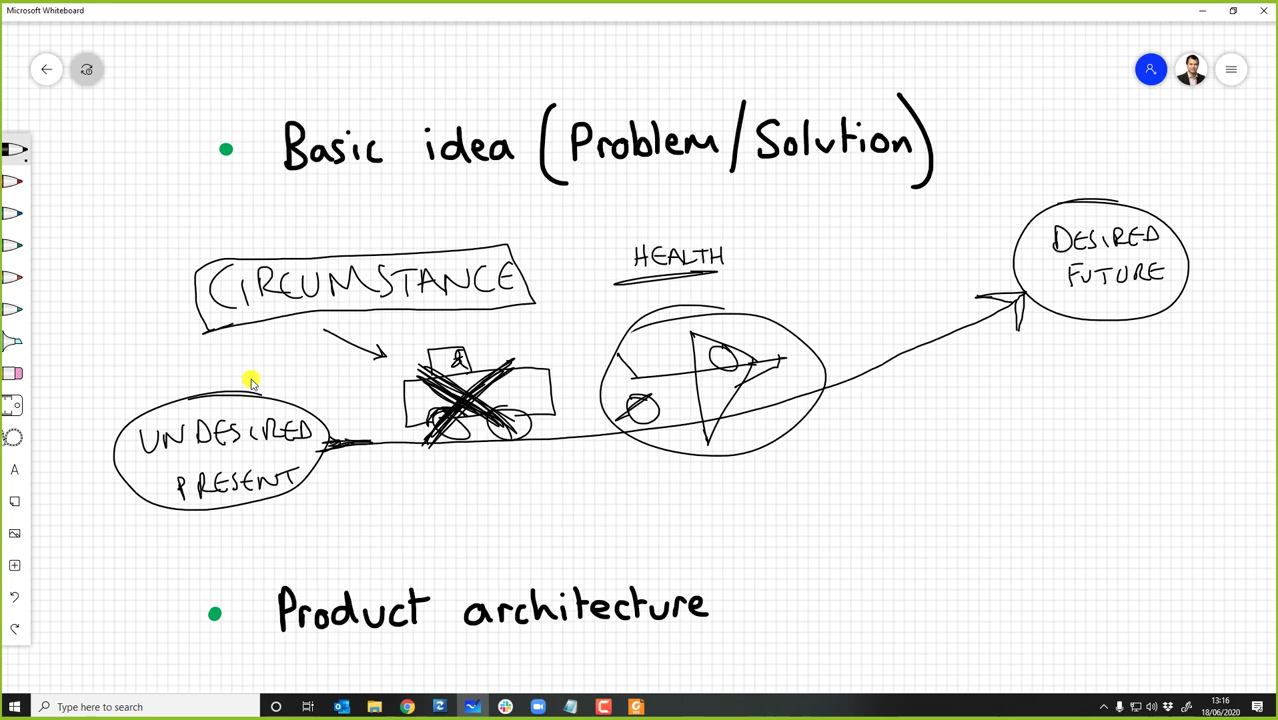 Microsoft Whiteboard
• Basic idea (Problem/Solution)
CIRCUMSTANCE
HEALTH
DESIRED
FUTURE
UNDESIRED
PRESENT
• Product architecture
A
Type here to search
13:16
18/06/2020